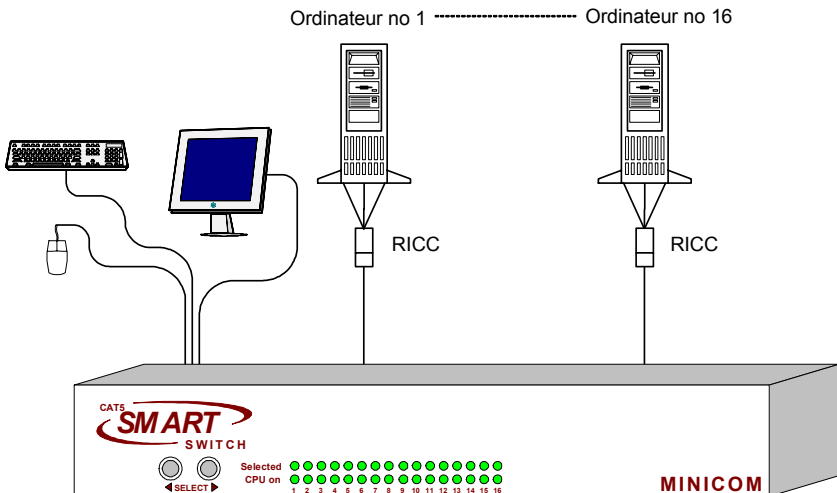 Ordinateur no 1 Ordinateur no 16
RICC RICC
CAT5
SMART
SWITCH
Selected
CPU on
1 2 3 4 5 6 7 8 9 10 11 12 13 14 15 16
SELECT
MINICOM